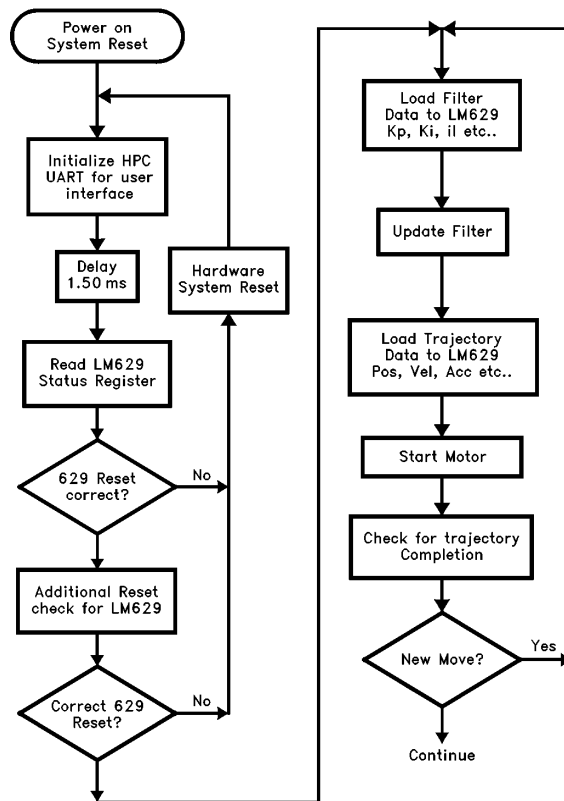 Power on
System Reset
Initialize HPC
UART for user
interface
Delay
1.50 ms
Hardware
System Reset
Read LM629
Status Register
629 Reset
correct?
No
Additional Reset
check for LM629
Correct 629
Reset?
No
Load Filter
Data to LM629
Kp, Ki, il etc..
Update Filter
Load Trajectory
Data to LM629
Pos, Vel, Acc etc..
Start Motor
Check for trajectory
Completion
New Move?
Yes
Continue